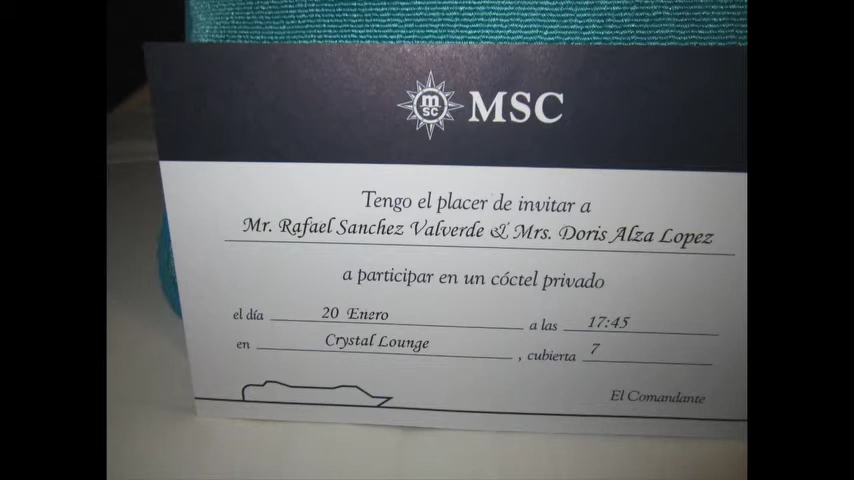 m
sc
MSC
Tengo el placer de invitar a
Mr. Rafael Sanchez Valverde & Mrs. Doris Alza Lopez
a participar en un cóctel privado
el día 20 Enero a las 17:45
en Crystal Lounge , cubierta 7
El Comandante